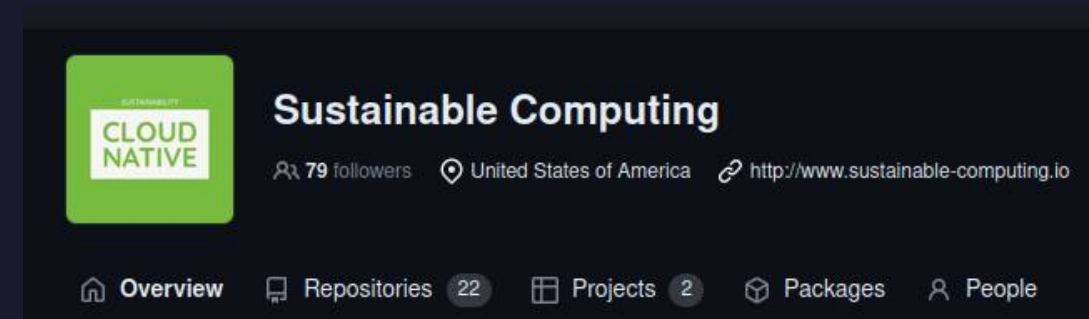 SUSTAINABILITY
CLOUD
NATIVE
Sustainable Computing
79 followers United States of America http://www.sustainable-computing.io
Overview Repositories 22 Projects 2 Packages People